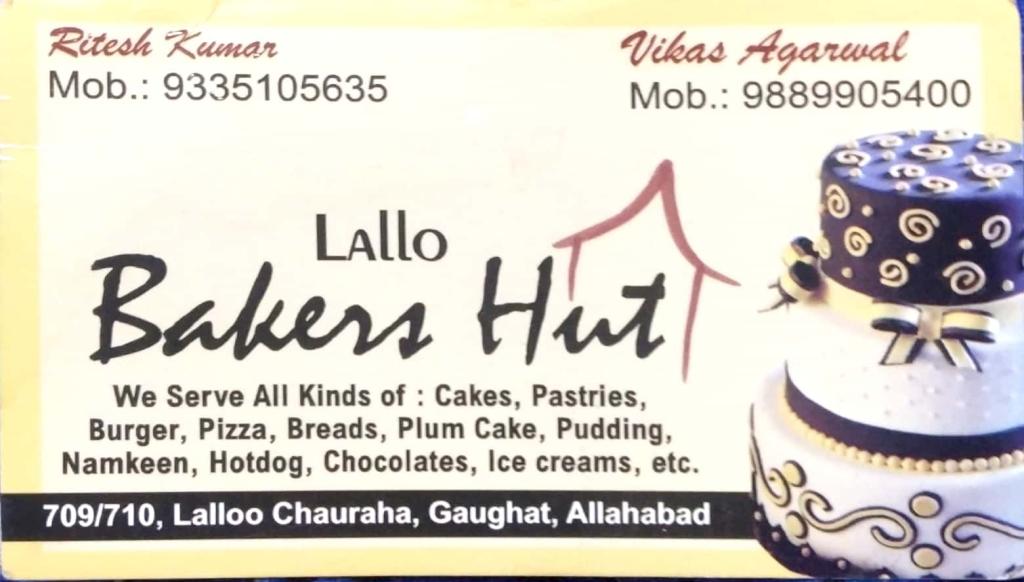 Ritesh Kumar
Mob.: 9335105635
Vikas Agarwal
Mob.: 9889905400
Lallo
Bakers Hut
We Serve All Kinds of : Cakes, Pastries,
Burger, Pizza, Breads, Plum Cake, Pudding,
Namkeen, Hotdog, Chocolates, Ice creams, etc.
709/710, Lalloo Chauraha, Gaughat, Allahabad